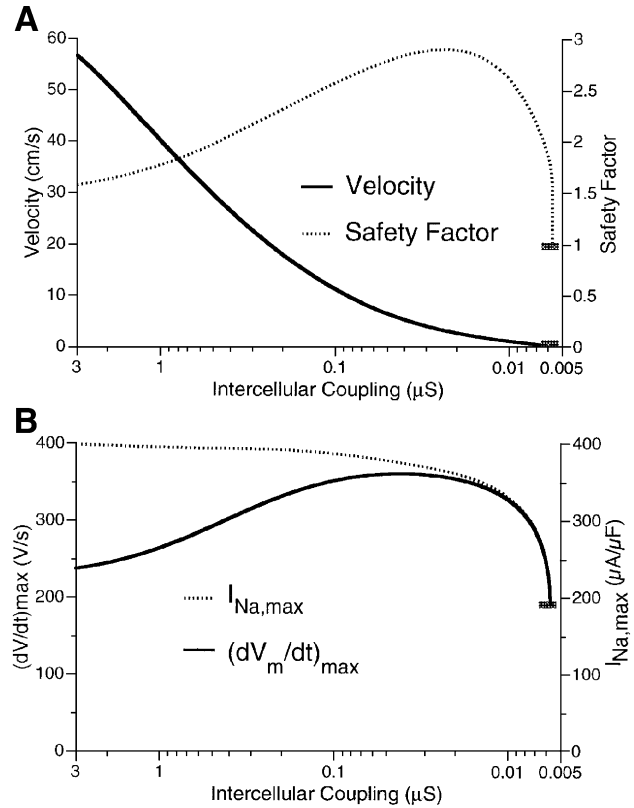 A
60
50
40
30
20
10
0
Velocity (cm/s)
3
2.5
2
1.5
1
0.5
0
Safety Factor
Velocity
Safety Factor
3
1
0.1
0.01
0.005
Intercellular Coupling (μS)
B
400
300
200
100
0
(dV/dt)max (V/s)
400
300
200
100
0
INa,max (μA/μF)
INa,max
(dVm/dt)max
3
1
0.1
0.01
0.005
Intercellular Coupling (μS)